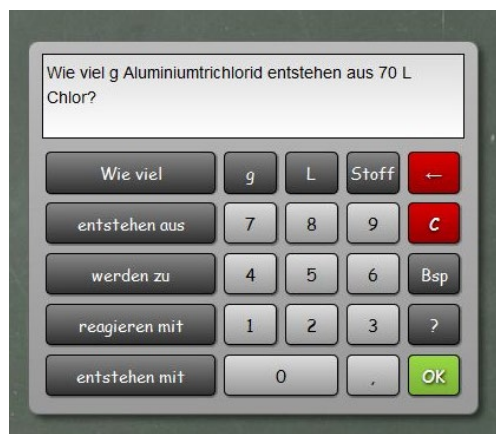 Wie viel g Aluminiumtrichlorid entstehen aus 70 L
Chlor?
Wie viel g L Stoff ←
entstehen aus 7 8 9 C
werden zu 4 5 6 Bsp
reagieren mit 1 2 3 ?
entstehen mit 0 , OK